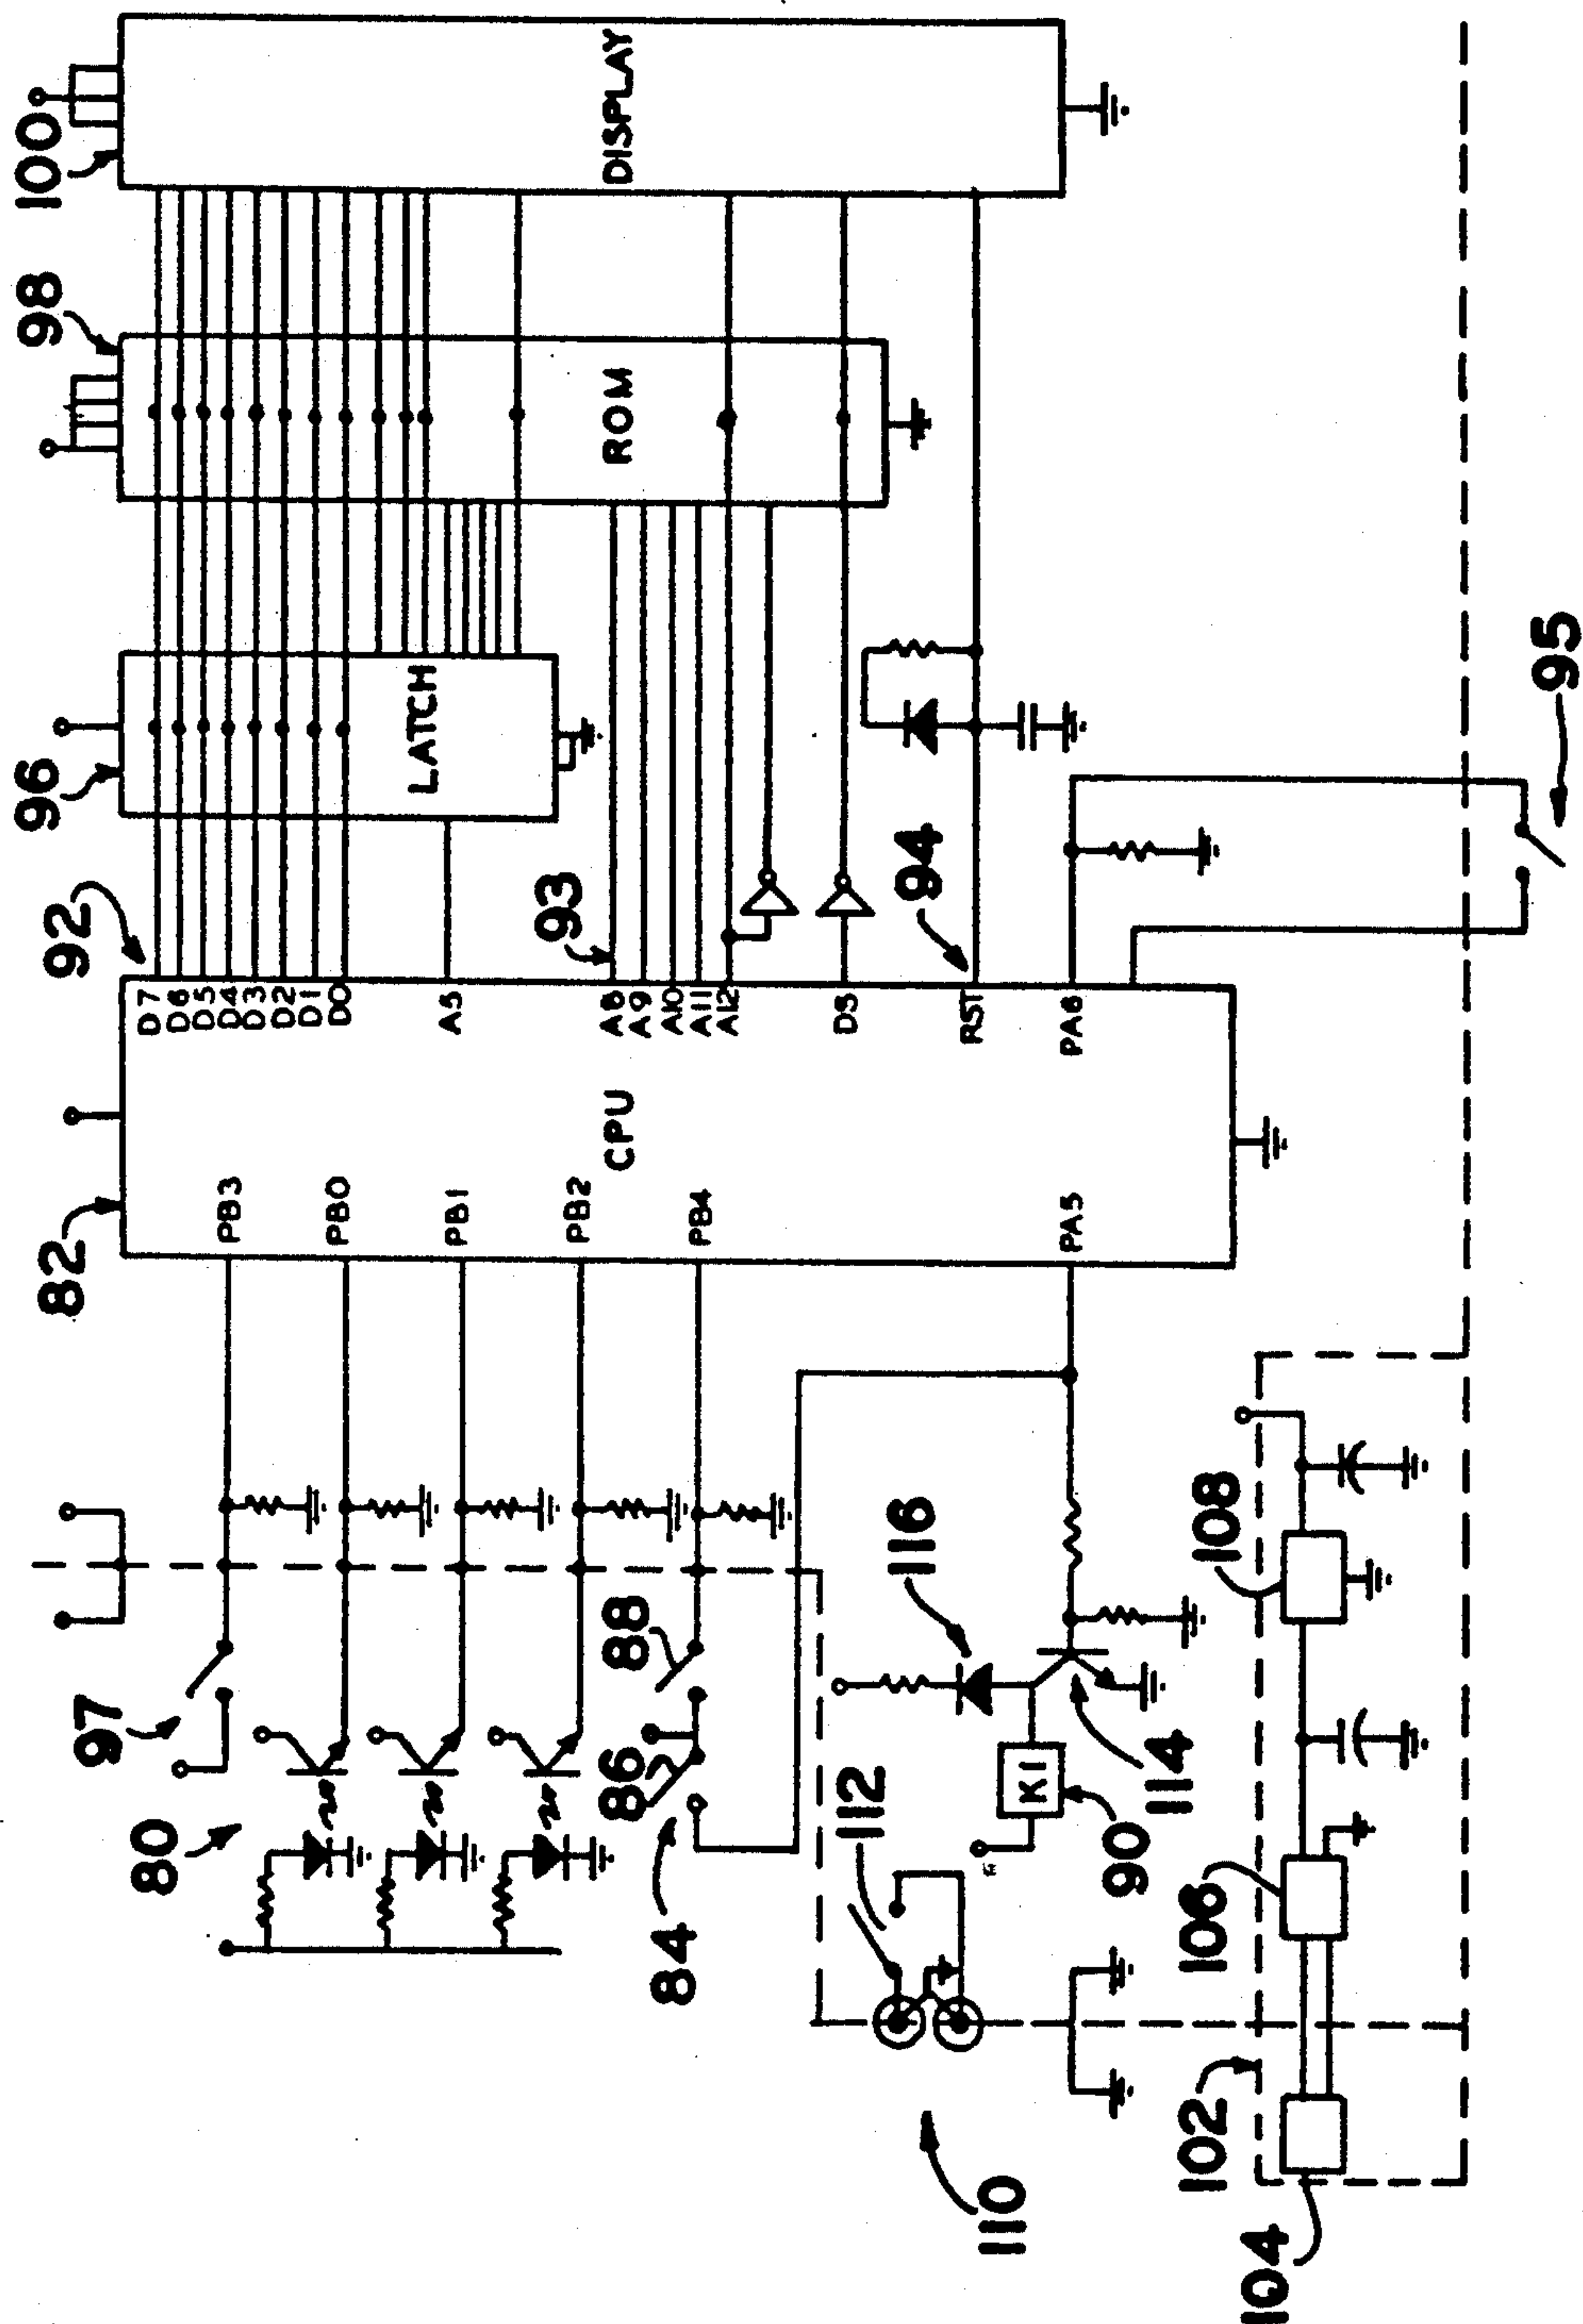 100
98
96
92
82
97
80
DISPLAY
ROM
LATCH
CPU
D7
D6
D5
D4
D3
D2
D1
D0
A5
93
A8
A9
A10
A11
A12
DS
94
RST
PA6
95
PB3
PB0
PB1
PB2
PB4
PA5
88
86
84
116
112
K1
90
114
110
108
106
102
104